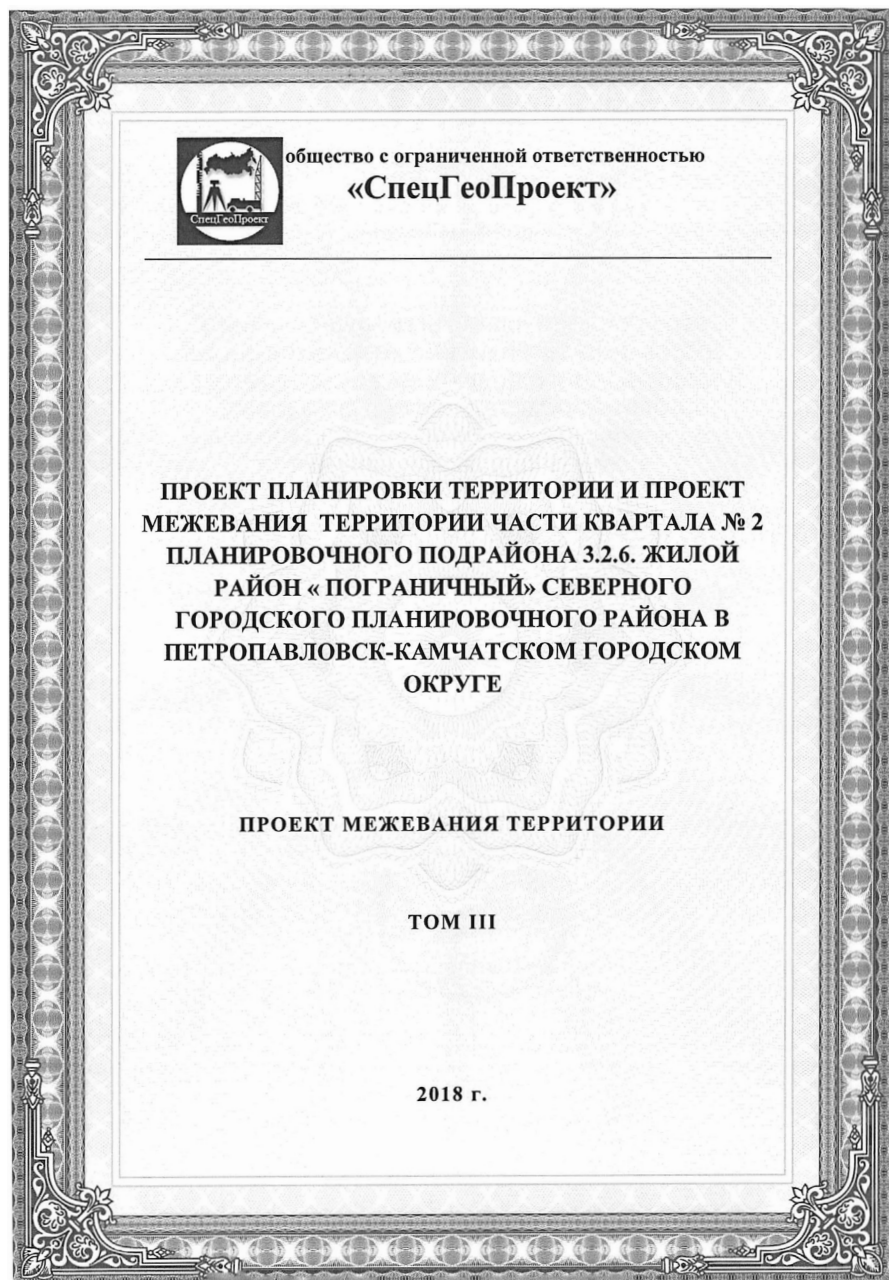 общество с ограниченной ответственностью
«СпецГеоПроект»
СпецГеоПроект
ПРОЕКТ ПЛАНИРОВКИ ТЕРРИТОРИИ И ПРОЕКТ
МЕЖЕВАНИЯ ТЕРРИТОРИИ ЧАСТИ КВАРТАЛА № 2
ПЛАНИРОВОЧНОГО ПОДРАЙОНА 3.2.6. ЖИЛОЙ
РАЙОН « ПОГРАНИЧНЫЙ» СЕВЕРНОГО
ГОРОДСКОГО ПЛАНИРОВОЧНОГО РАЙОНА В
ПЕТРОПАВЛОВСК-КАМЧАТСКОМ ГОРОДСКОМ
ОКРУГЕ
ПРОЕКТ МЕЖЕВАНИЯ ТЕРРИТОРИИ
ТОМ III
2018 г.